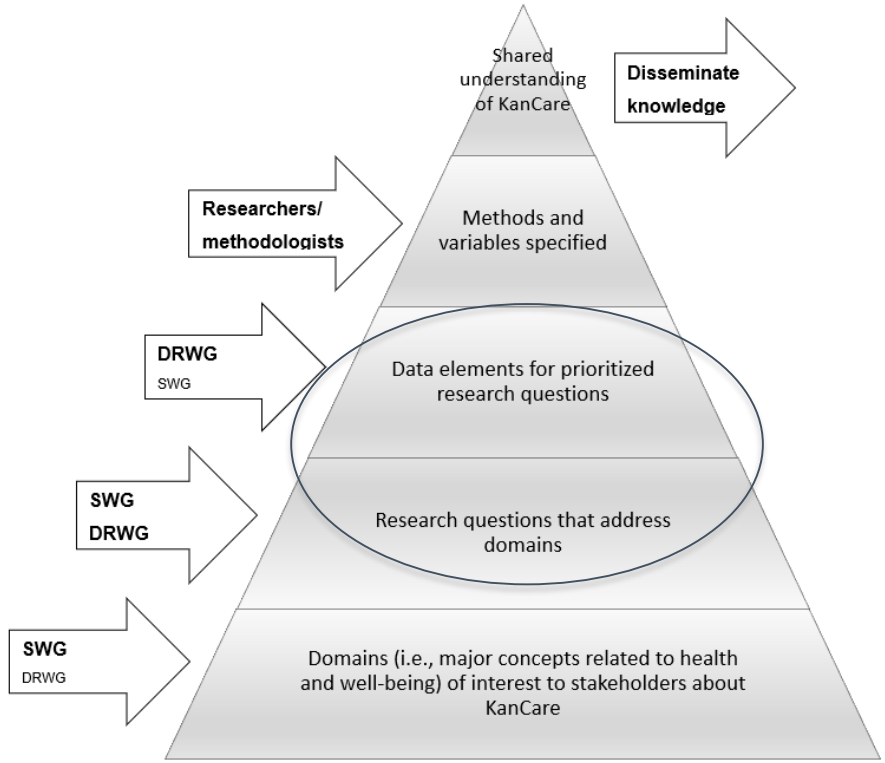 Shared
understanding
of KanCare
Disseminate
knowledge
Researchers/
methodologists
Methods and
variables specified
DRWG
SWG
Data elements for prioritized
research questions
SWG
DRWG
Research questions that address
domains
SWG
DRWG
Domains (i.e., major concepts related to health
and well-being) of interest to stakeholders about
KanCare